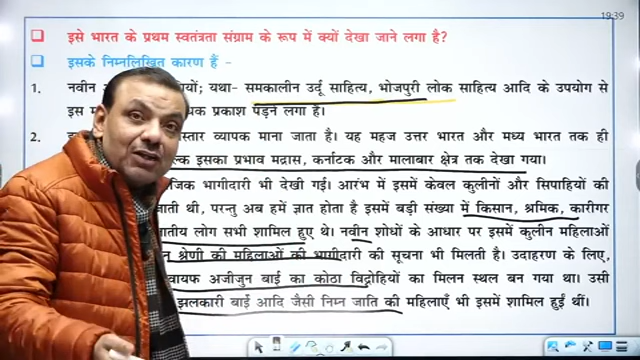 19:39
इसे भारत के प्रथम स्वतंत्रता संग्राम के रूप में क्यों देखा जाने लगा है?
इसके निम्नलिखित कारण हैं –
1. नवीन यथा- समकालीन उर्दू साहित्य, भोजपुरी लोक साहित्य आदि के उपयोग से
इस प्रकाश पड़ने लगा है।
2. व्यापक माना जाता है। यह महज उत्तर भारत और मध्य भारत तक ही
इसका प्रभाव मद्रास, कर्नाटक और मालाबार क्षेत्र तक देखा गया।
भागीदारी भी देखी गई। आरंभ में इसमें केवल कुलीनों और सिपाहियों की
थी, परन्तु अब हमें ज्ञात होता है इसमें बड़ी संख्या में किसान, श्रमिक, कारीगर
लोग सभी शामिल हुए थे। नवीन शोधों के आधार पर इसमें कुलीन महिलाओं
श्रेणी की महिलाओं की भागीदारी की सूचना भी मिलती है। उदाहरण के लिए,
अजीजुन बाई का कोठा विद्रोहियों का मिलन स्थल बन गया था। उसी
झलकारी बाई आदि जैसी निम्न जाति की महिलाएँ भी इसमें शामिल हुईं थीं।